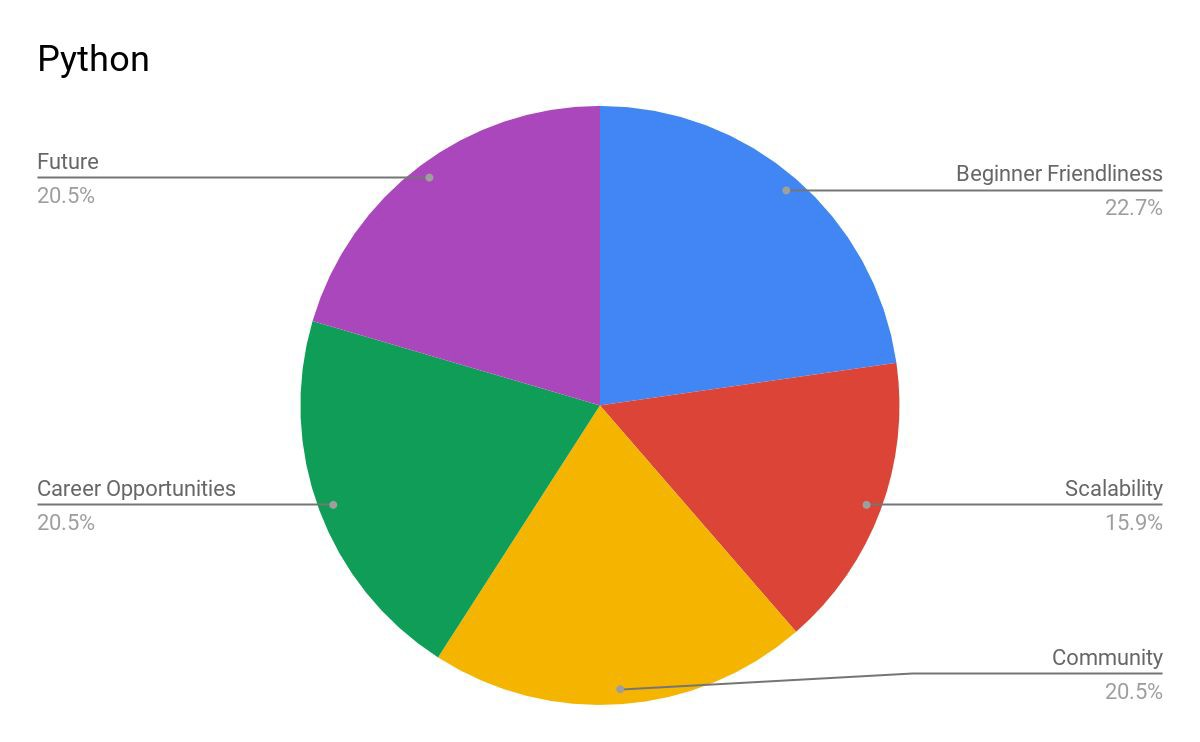 Python
Future
20.5%
Beginner Friendliness
22.7%
Career Opportunities
20.5%
Scalability
15.9%
Community
20.5%